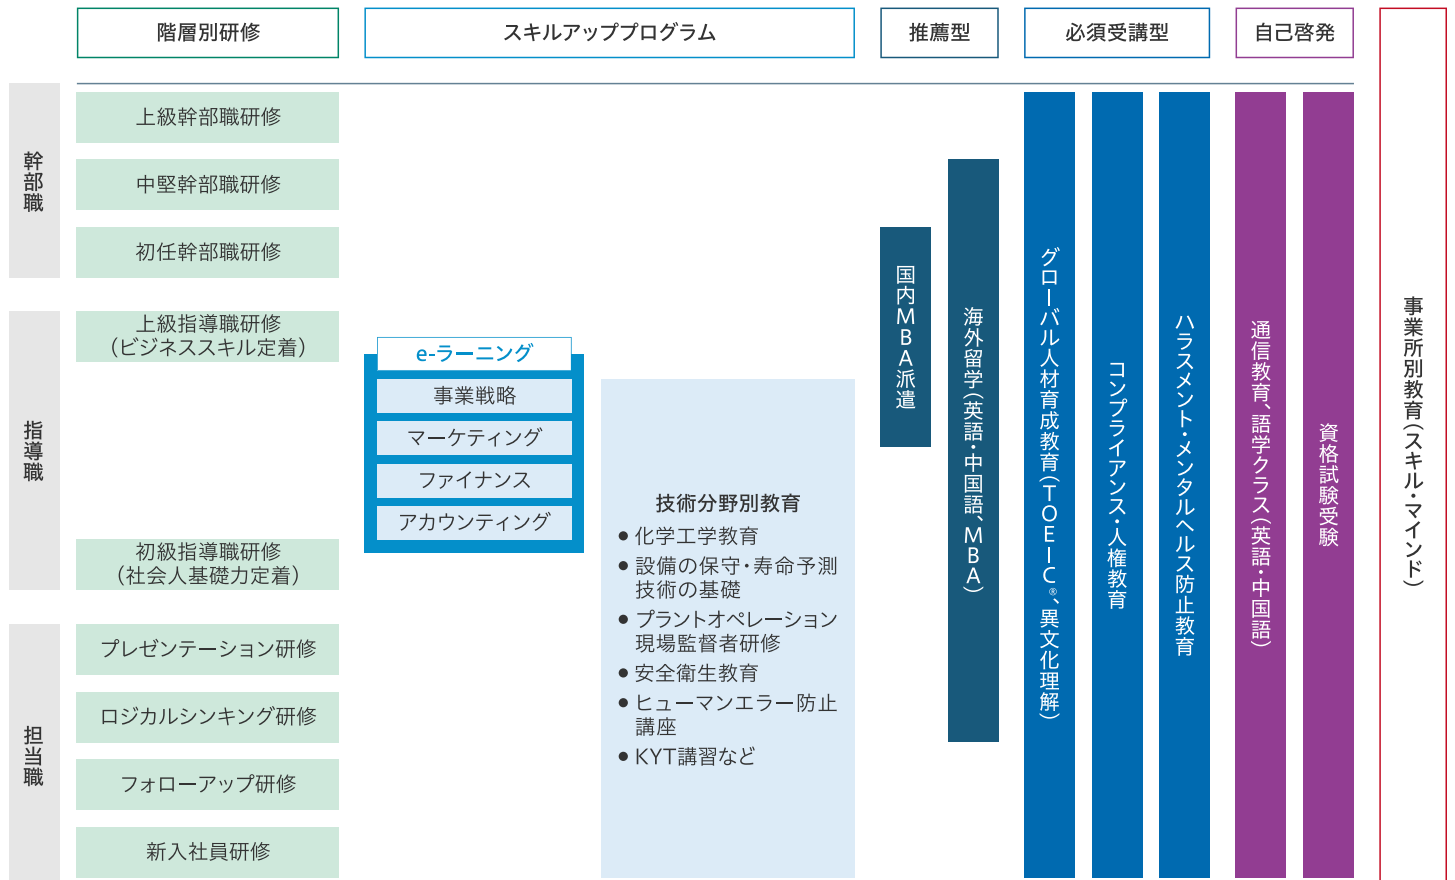 階層別研修
スキルアッププログラム
推薦型
必須受講型
自己啓発
幹部職
上級幹部職研修
中堅幹部職研修
初任幹部職研修
指導職
上級指導職研修
（ビジネススキル定着）
初級指導職研修
（社会人基礎力定着）
担当職
プレゼンテーション研修
ロジカルシンキング研修
フォローアップ研修
新入社員研修
e-ラーニング
事業戦略
マーケティング
ファイナンス
アカウンティング
技術分野別教育
● 化学工学教育
● 設備の保守・寿命予測
技術の基礎
● プラントオペレーション
現場監督者研修
● 安全衛生教育
● ヒューマンエラー防止
講座
● KYT講習など
国内MBA派遣
海外留学（英語・中国語、MBA）
グローバル人材育成教育（TOEIC®、異文化理解）
コンプライアンス・人権教育
ハラスメント・メンタルヘルス防止教育
通信教育、語学クラス（英語・中国語）
資格試験受験
事業所別教育（スキル・マインド）